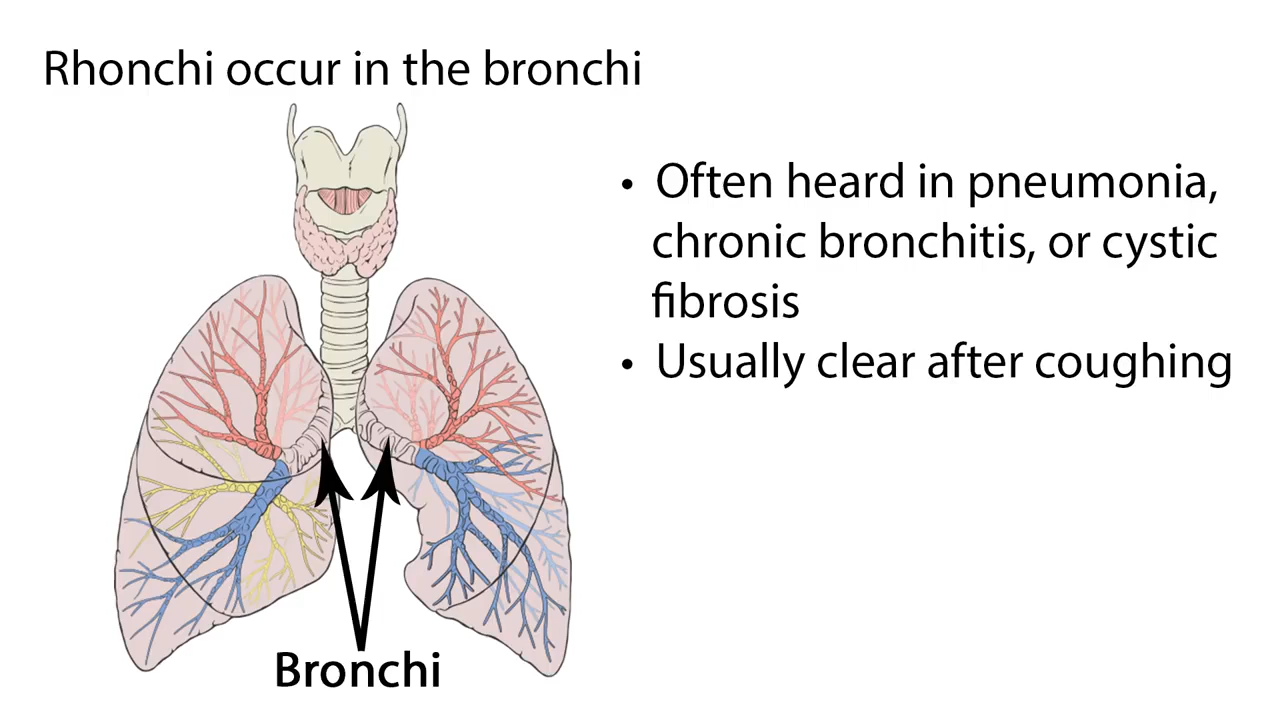 Rhonchi occur in the bronchi
• Often heard in pneumonia,
chronic bronchitis, or cystic
fibrosis
• Usually clear after coughing
Bronchi